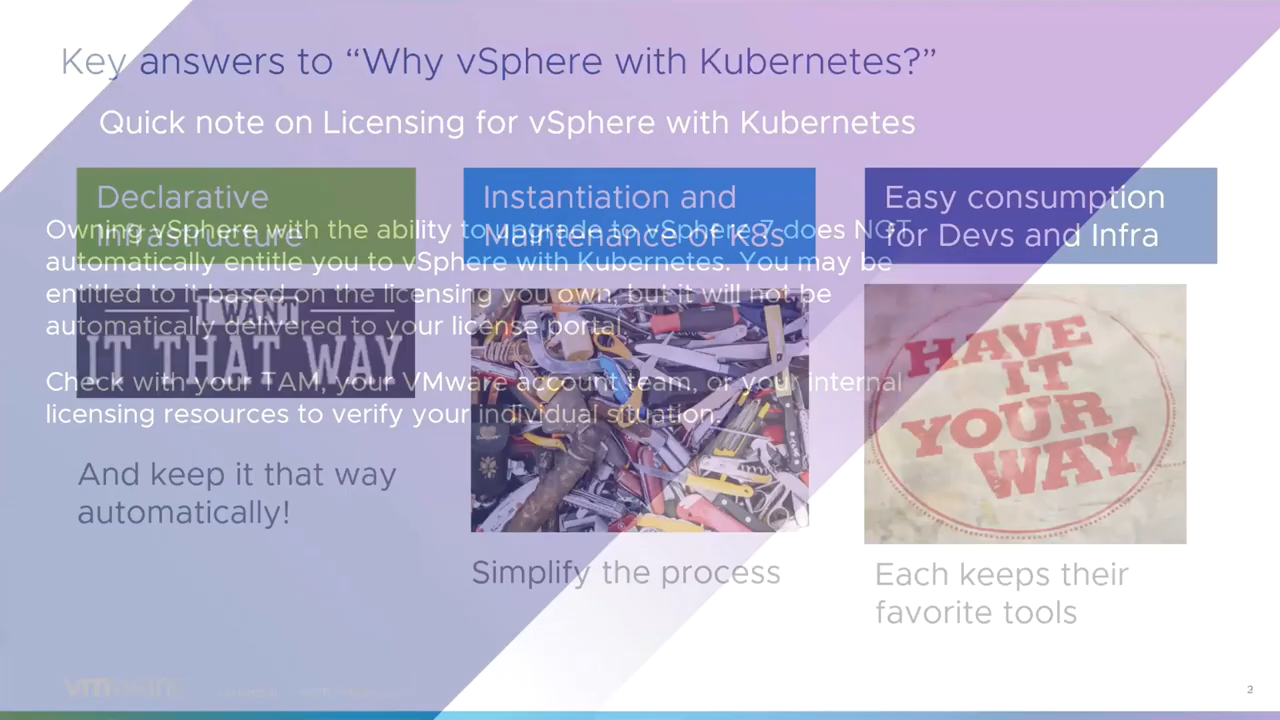 Key answers to “Why vSphere with Kubernetes?”
Quick note on Licensing for vSphere with Kubernetes
Declarative
Infrastructure
Instantiation and
Maintenance of K8s
Easy consumption
for Devs and Infra
Owning vSphere with the ability to upgrade to vSphere 7 does NOT
automatically entitle you to vSphere with Kubernetes. You may be
entitled to it based on the licensing you own, but it will not be
automatically delivered to your license portal.
Check with your TAM, your VMware account team, or your internal
licensing resources to verify your individual situation.
I WANT
IT THAT WAY
HAVE
IT
YOUR
WAY
And keep it that way
automatically!
Simplify the process
Each keeps their
favorite tools
vmware